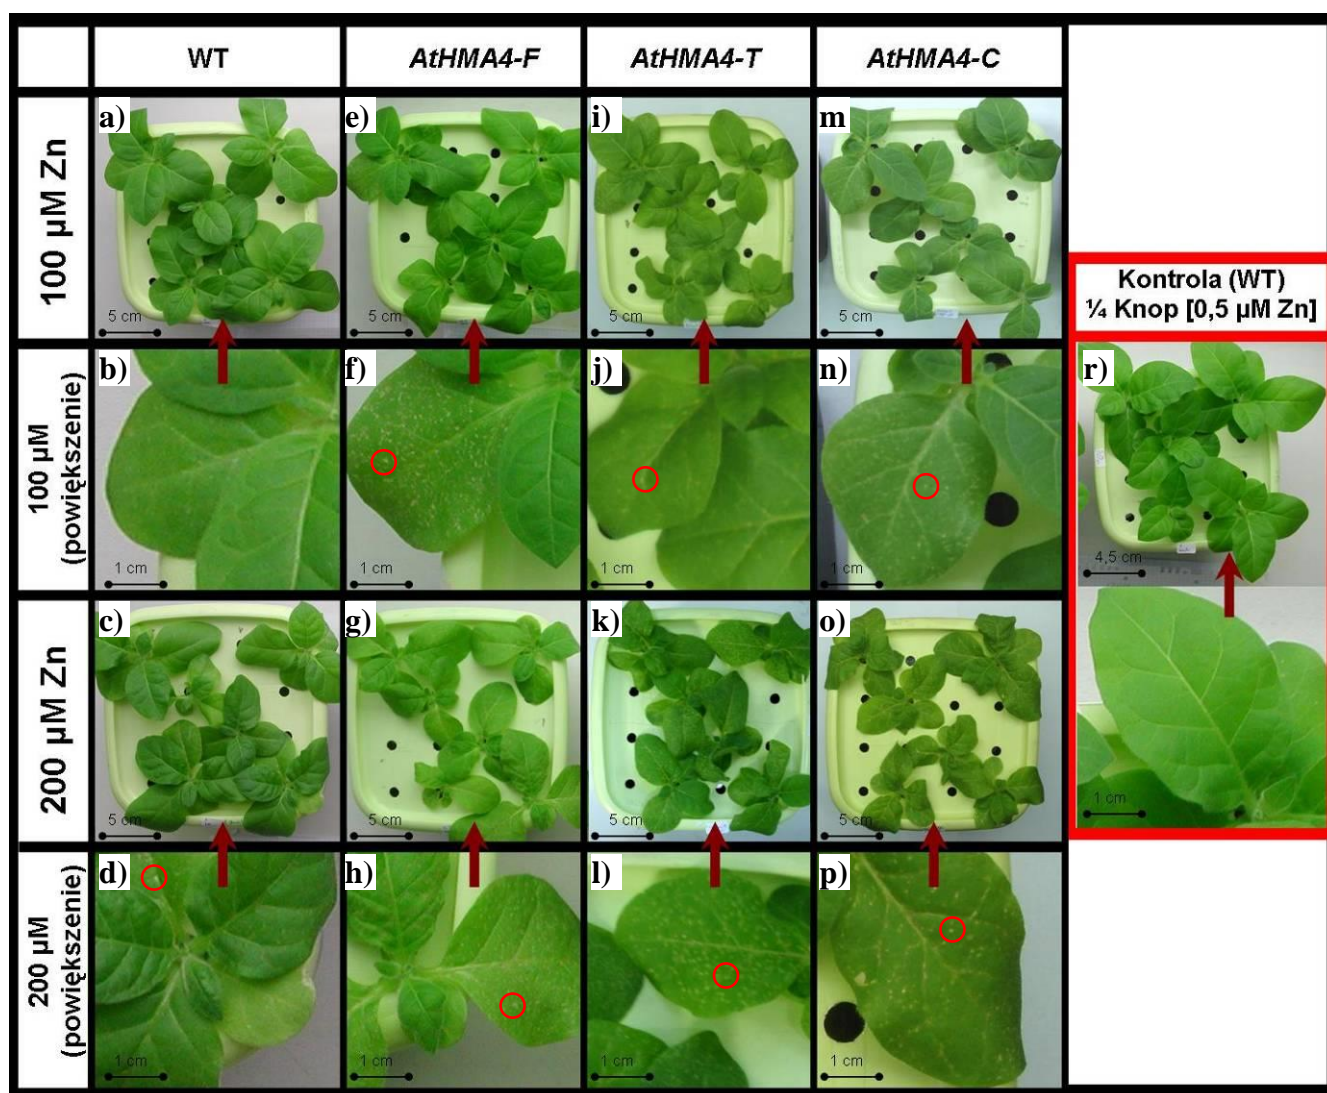 WT
AtHMA4-F
AtHMA4-T
AtHMA4-C
100 µM Zn
a)
5 cm
e)
5 cm
i)
5 cm
m
5 cm
Kontrola (WT)
¼ Knop [0,5 µM Zn]
100 µM
(powiększenie)
b)
1 cm
f)
1 cm
j)
1 cm
n)
1 cm
r)
4,5 cm
200 µM Zn
c)
5 cm
g)
5 cm
k)
5 cm
o)
5 cm
1 cm
200 µM
(powiększenie)
d)
1 cm
h)
1 cm
l)
1 cm
p)
1 cm